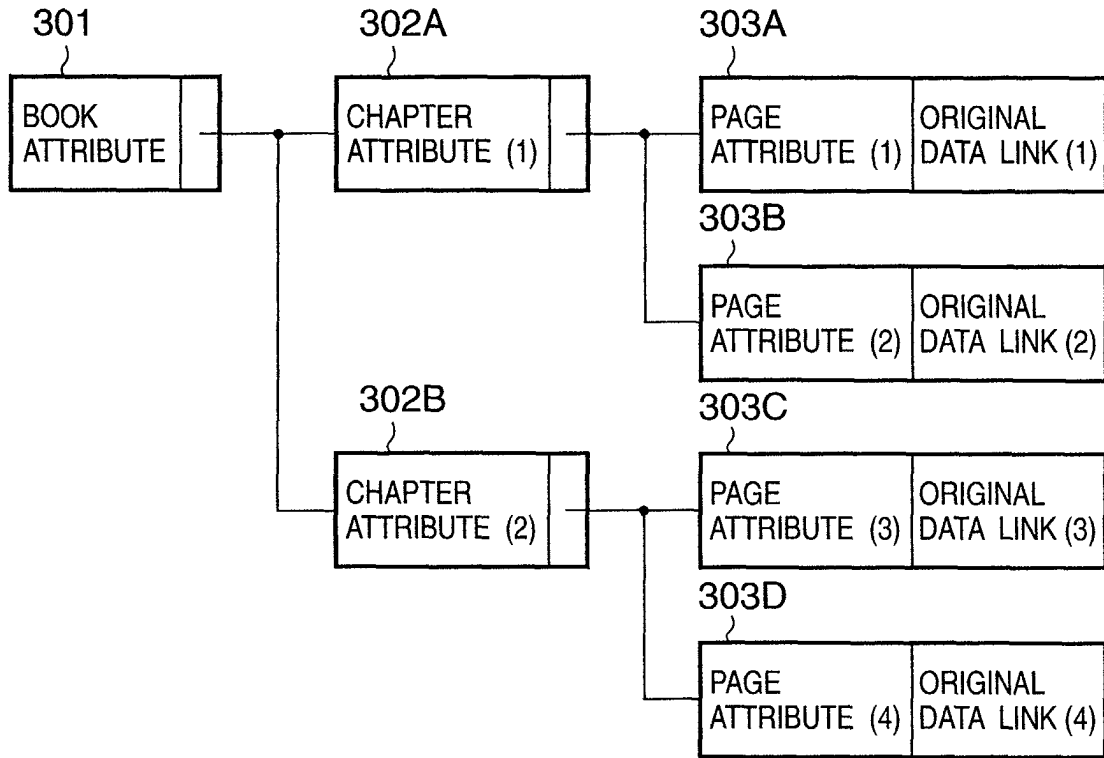 301
BOOK
ATTRIBUTE
302A
CHAPTER
ATTRIBUTE (1)
303A
PAGE
ATTRIBUTE (1)
ORIGINAL
DATA LINK (1)
303B
PAGE
ATTRIBUTE (2)
ORIGINAL
DATA LINK (2)
302B
CHAPTER
ATTRIBUTE (2)
303C
PAGE
ATTRIBUTE (3)
ORIGINAL
DATA LINK (3)
303D
PAGE
ATTRIBUTE (4)
ORIGINAL
DATA LINK (4)